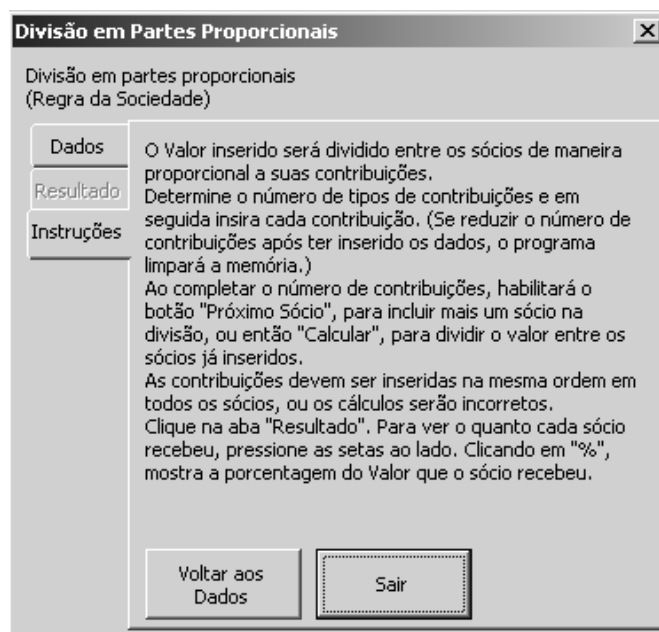 Divisão em Partes Proporcionais
Divisão em partes proporcionais
(Regra da Sociedade)
Dados
Resultado
Instruções
O Valor inserido será dividido entre os sócios de maneira
proporcional a suas contribuições.
Determine o número de tipos de contribuições e em
seguida insira cada contribuição. (Se reduzir o número de
contribuições após ter inserido os dados, o programa
limpará a memória.)
Ao completar o número de contribuições, habilitará o
botão "Próximo Sócio", para incluir mais um sócio na
divisão, ou então "Calcular", para dividir o valor entre os
sócios já inseridos.
As contribuições devem ser inseridas na mesma ordem em
todos os sócios, ou os cálculos serão incorretos.
Clique na aba "Resultado". Para ver o quanto cada sócio
recebeu, pressione as setas ao lado. Clicando em "%",
mostra a porcentagem do Valor que o sócio recebeu.
Voltar aos
Dados
Sair